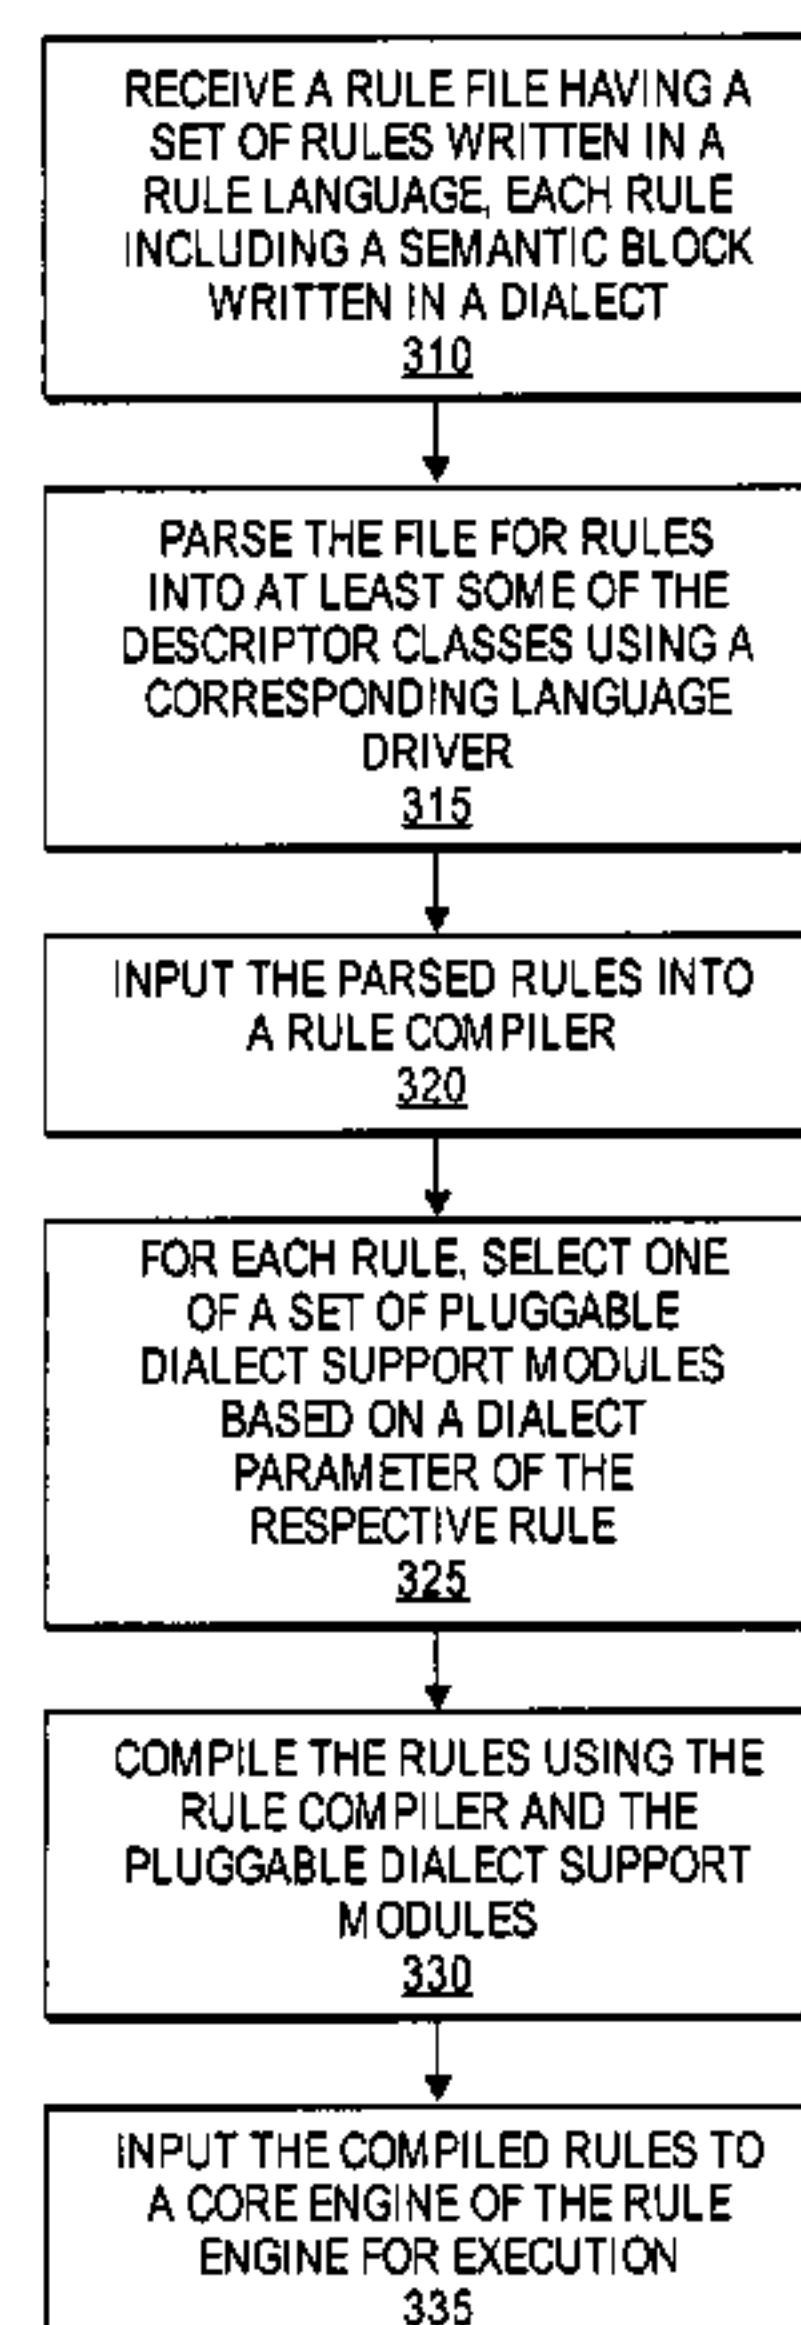 RECEIVE A RULE FILE HAVING A
SET OF RULES WRITTEN IN A
RULE LANGUAGE, EACH RULE
INCLUDING A SEMANTIC BLOCK
WRITTEN IN A DIALECT
310
PARSE THE FILE FOR RULES
INTO AT LEAST SOME OF THE
DESCRIPTOR CLASSES USING A
CORRESPONDING LANGUAGE
DRIVER
315
INPUT THE PARSED RULES INTO
A RULE COMPILER
320
FOR EACH RULE, SELECT ONE
OF A SET OF PLUGGABLE
DIALECT SUPPORT MODULES
BASED ON A DIALECT
PARAMETER OF THE
RESPECTIVE RULE
325
COMPILE THE RULES USING THE
RULE COMPILER AND THE
PLUGGABLE DIALECT SUPPORT
MODULES
330
INPUT THE COMPILED RULES TO
A CORE ENGINE OF THE RULE
ENGINE FOR EXECUTION
335